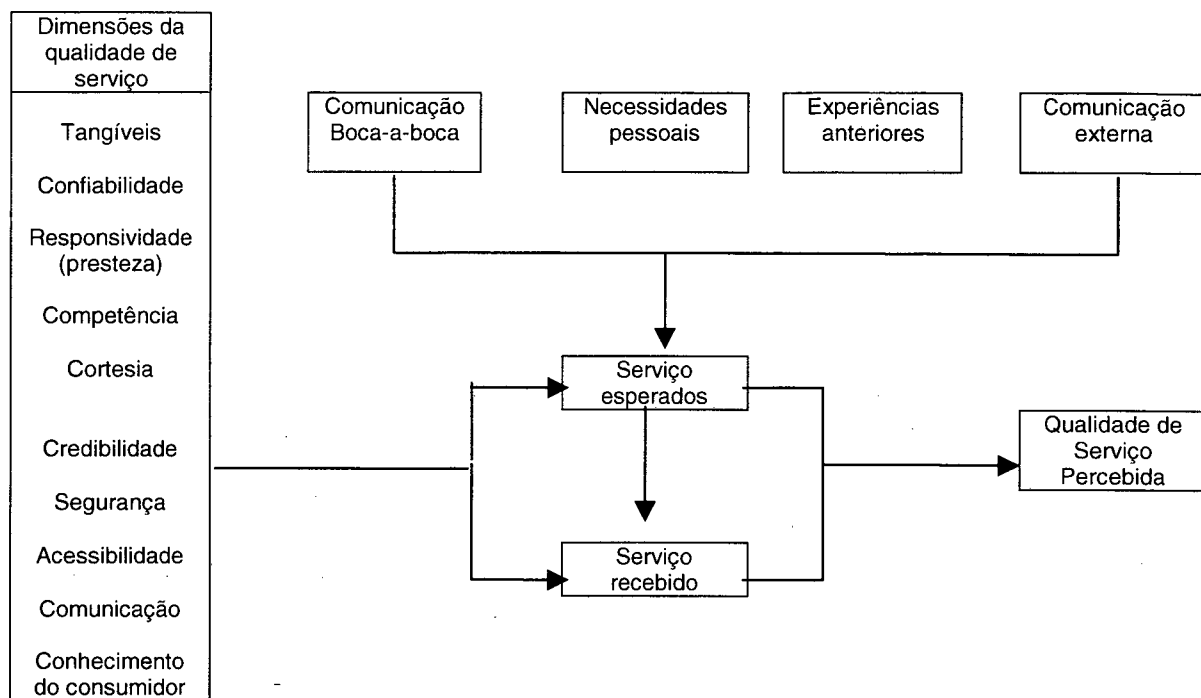 Dimensões da
qualidade de
serviço
Tangíveis
Confiabilidade
Responsividade
(presteza)
Competência
Cortesia
Credibilidade
Segurança
Acessibilidade
Comunicação
Conhecimento
do consumidor
Comunicação
Boca-a-boca
Necessidades
pessoais
Experiências
anteriores
Comunicação
externa
Serviço
esperados
Serviço
recebido
Qualidade de
Serviço
Percebida